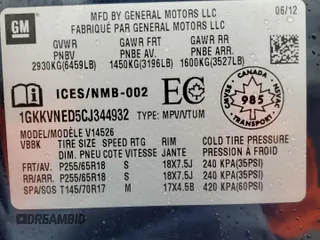 GM
MFD BY GENERAL MOTORS LLC
06/12
FABRIQUÉ PAR GENERAL MOTORS LLC
GVWR GAWR FRT GAWR RR
PNBV PNBE AV. PNBE ARR.
2930KG(6459LB) 1450KG(3196LB) 1600KG(3527LB)
ICES/NMB-002
EC
CANADA
985
TRANSPORT
1GKKVNED5CJ344932 TYPE: MPV/VTUM
MODEL/MODÈLE V14526
VBBK TIRE SIZE SPEED RTG RIM COLD TIRE PRESSURE
DIM. PNEU COTE VITESSE JANTE PRESSION À FROID
FRT/AV. P255/65R18 S 18X7.5J 240 KPA(35PSI)
RR/ARR. P255/65R18 S 18X7.5J 240 KPA(35PSI)
SPA/SOS T145/70R17 M 17X4.5B 420 KPA(60PSI)
DREAMBID